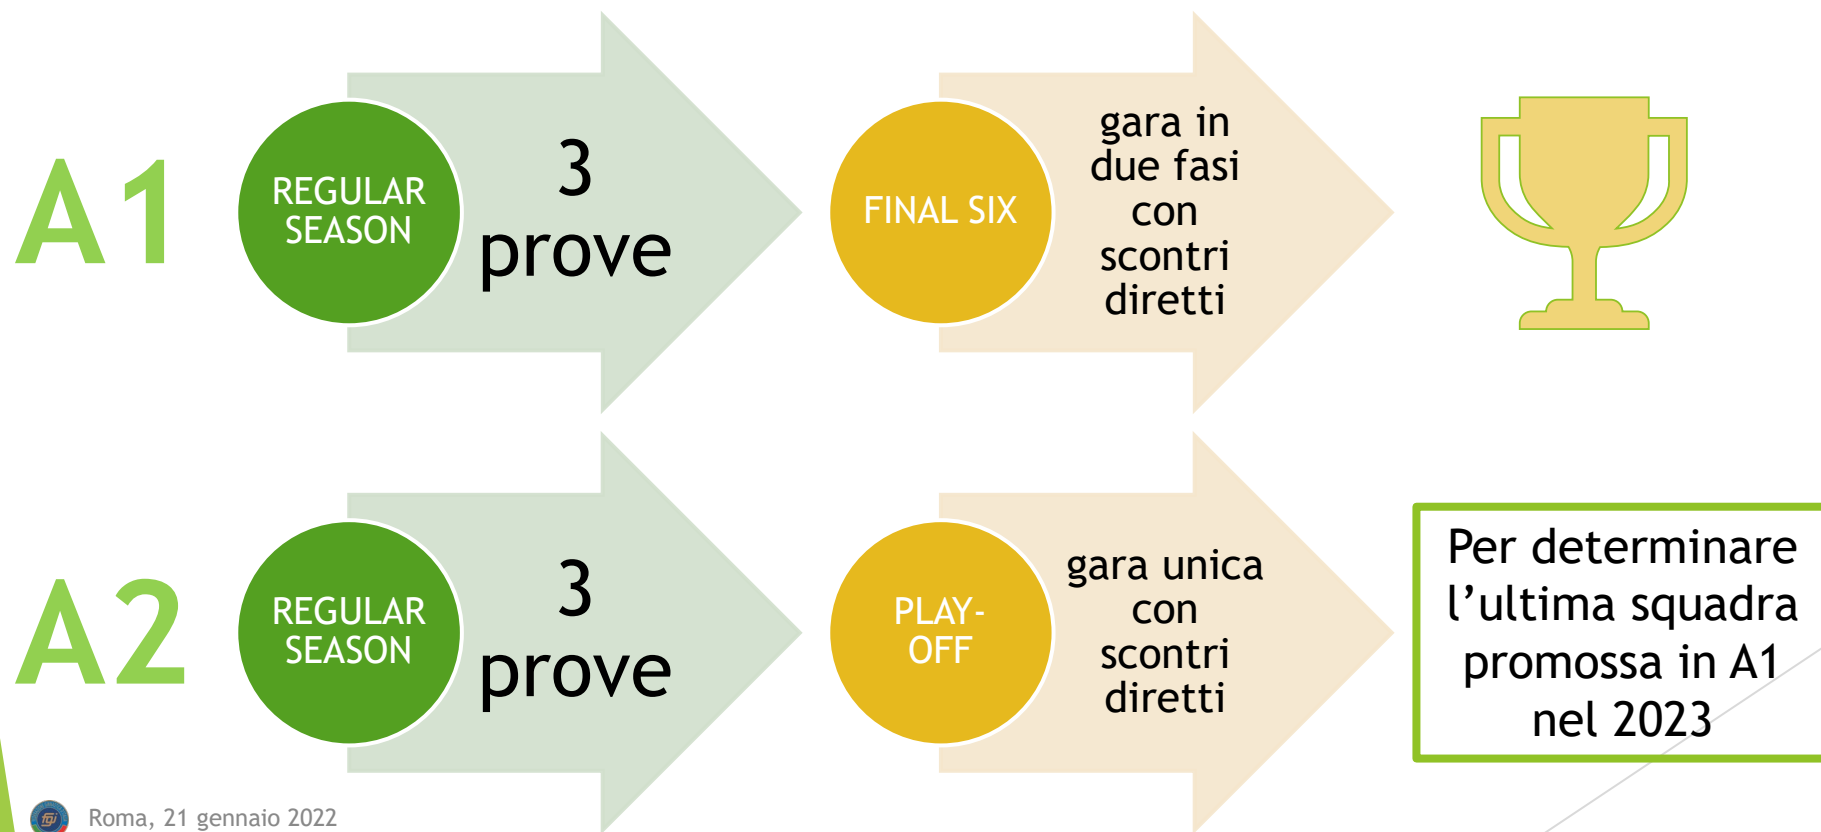 A1
REGULAR
SEASON
3
prove
FINAL SIX
gara in
due fasi
con
scontri
diretti
A2
REGULAR
SEASON
3
prove
PLAY-
OFF
gara unica
con
scontri
diretti
Per determinare
l’ultima squadra
promossa in A1
nel 2023
fgi
Roma, 21 gennaio 2022